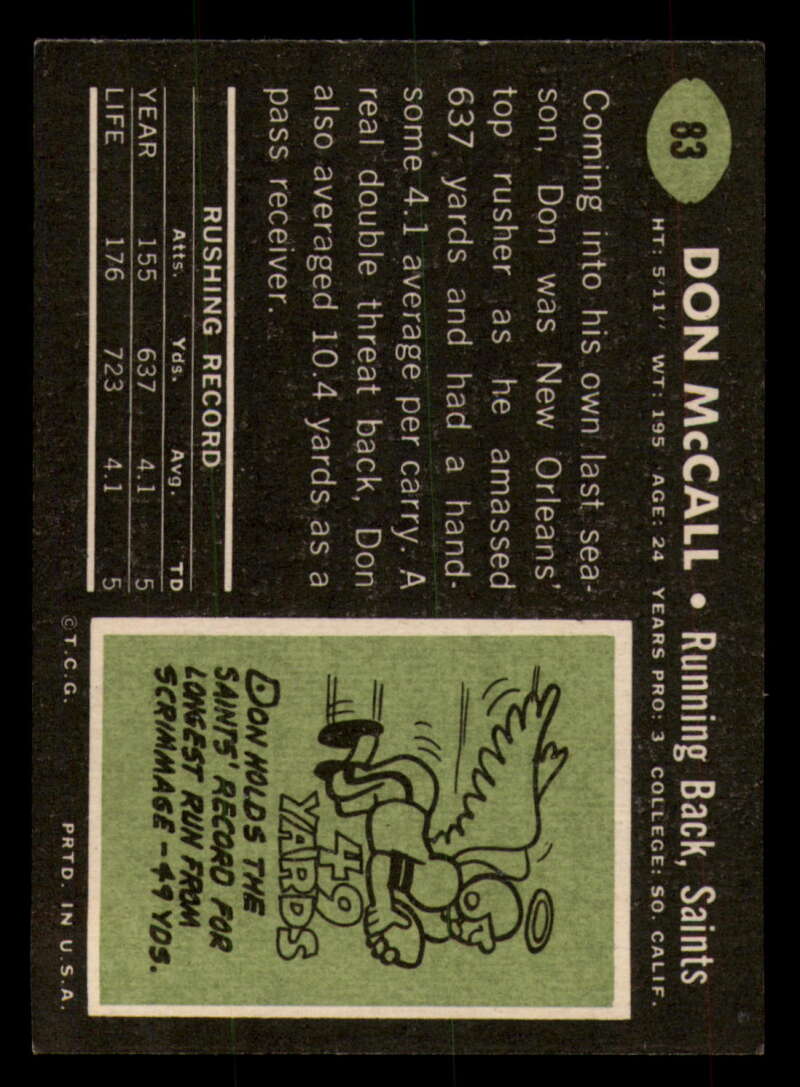 83
DON McCALL • Running Back, Saints
HT: 5'11" WT: 195 AGE: 24 YEARS PRO: 3 COLLEGE: SO. CALIF.
Coming into his own last sea-
son, Don was New Orleans'
top rusher as he amassed
637 yards and had a hand-
some 4.1 average per carry. A
real double threat back, Don
also averaged 10.4 yards as a
pass receiver.
RUSHING RECORD
Atts. Yds. Avg. TD
YEAR 155 637 4.1 5
LIFE 176 723 4.1 5
49
YARDS
DON HOLDS THE
SAINTS' RECORD FOR
LONGEST RUN FROM
SCRIMMAGE - 49 YDS.
©T.C.G. PRTD. IN U.S.A.